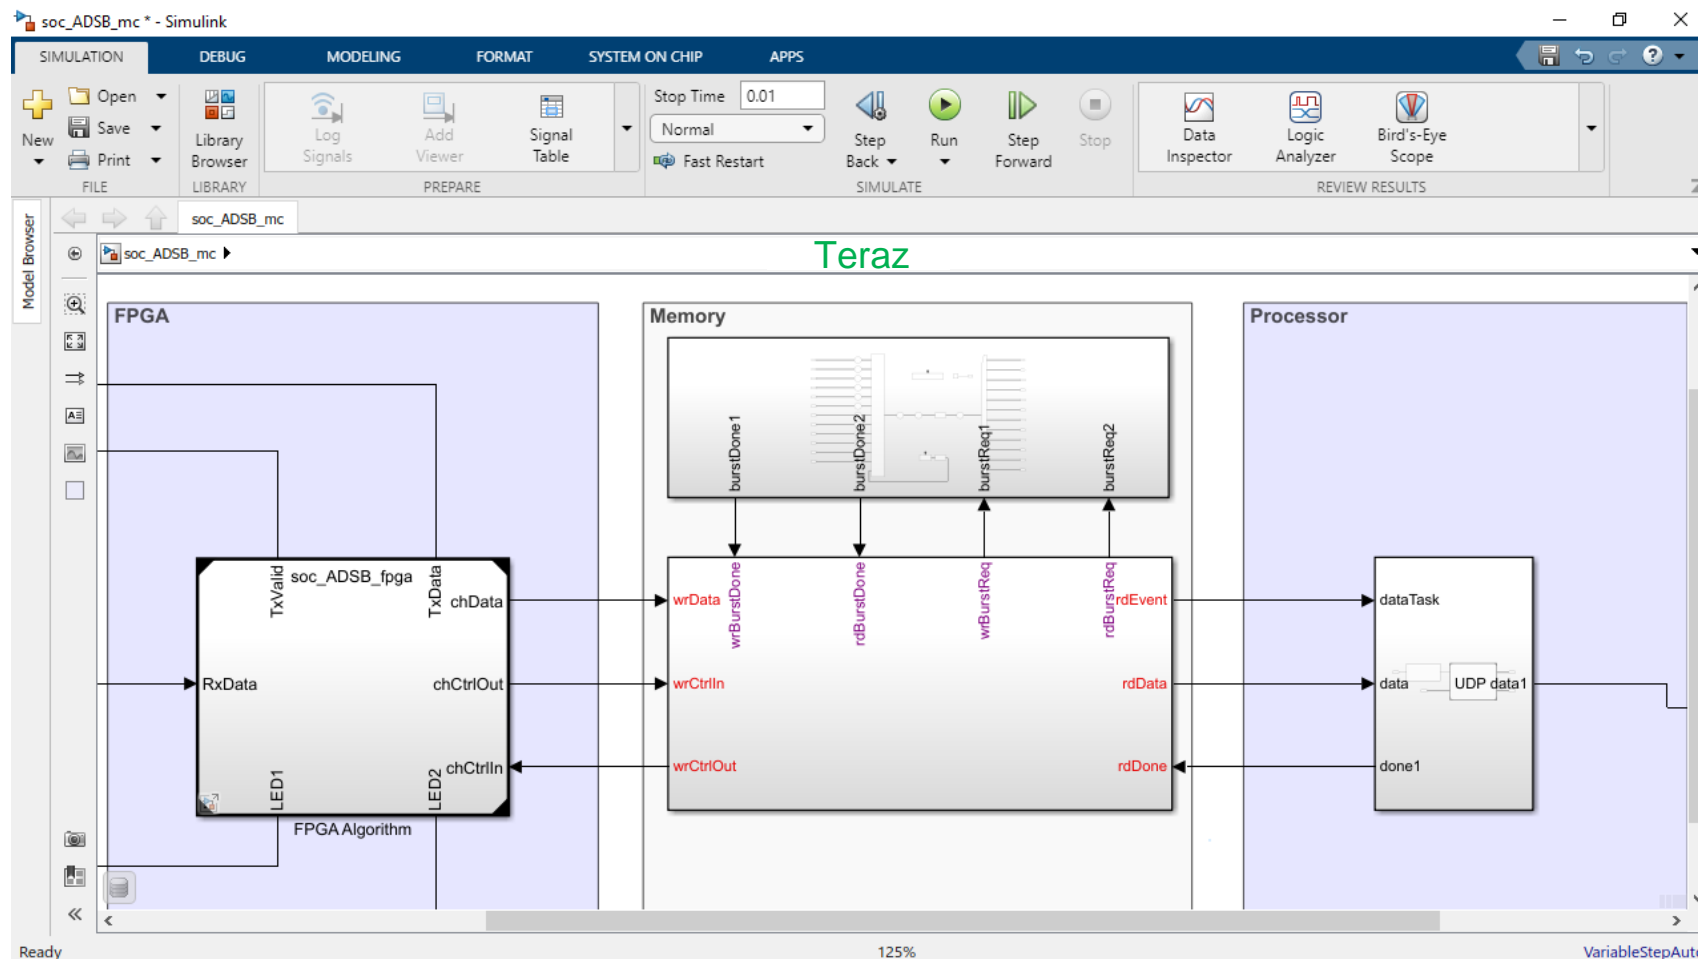 soc_ADSB_mc * - Simulink
SIMULATION DEBUG MODELING FORMAT SYSTEM ON CHIP APPS
New
Open
Save
Print
FILE
Library Browser
LIBRARY
Log Signals
Add Viewer
Signal Table
PREPARE
Stop Time 0.01
Normal
Fast Restart
Step Back
Run
Step Forward
Stop
SIMULATE
Data Inspector
Logic Analyzer
Bird's-Eye Scope
REVIEW RESULTS
Model Browser
soc_ADSB_mc
soc_ADSB_mc
Teraz
FPGA
Memory
Processor
burstDone1
burstDone2
burstReq1
burstReq2
TxValid
soc_ADSB_fpga
TxData
chData
RxData
chCtrlOut
LED1
LED2
chCtrlIn
FPGA Algorithm
wrData
wrBurstDone
rdBurstDone
wrBurstReq
rdBurstReq
rdEvent
wrCtrlIn
rdData
wrCtrlOut
rdDone
dataTask
data
UDP data1
done1
Ready
125%